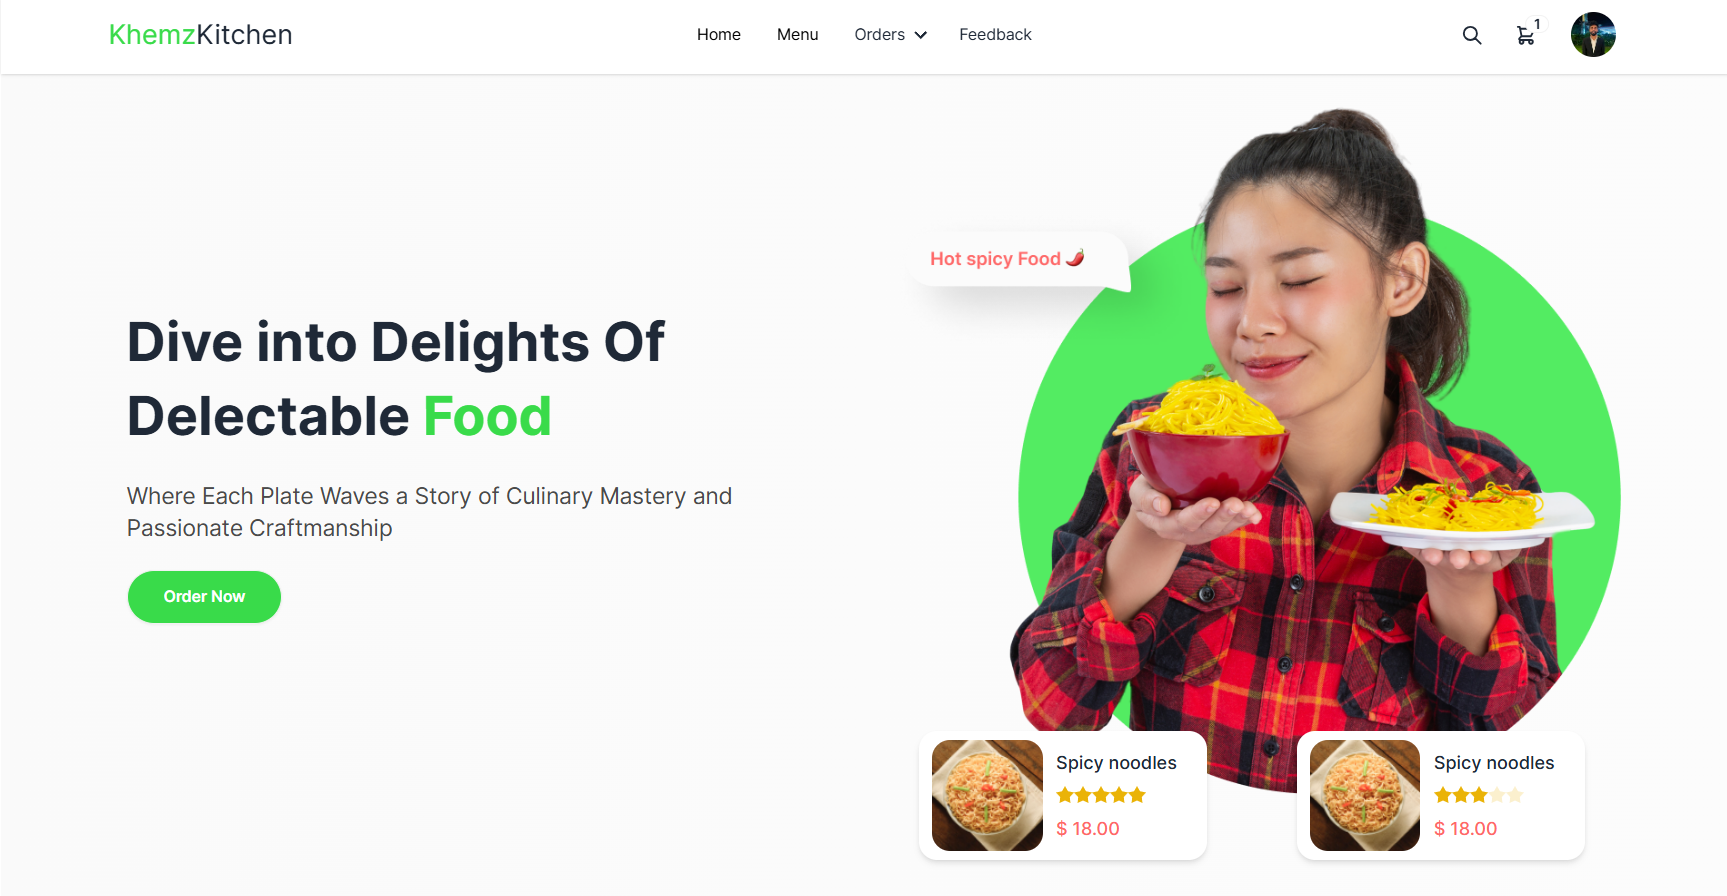 KhemzKitchen
Home Menu Orders Feedback
1
Hot spicy Food 🌶️
Dive into Delights Of
Delectable Food
Where Each Plate Waves a Story of Culinary Mastery and
Passionate Craftmanship
Order Now
Spicy noodles
$ 18.00
Spicy noodles
$ 18.00